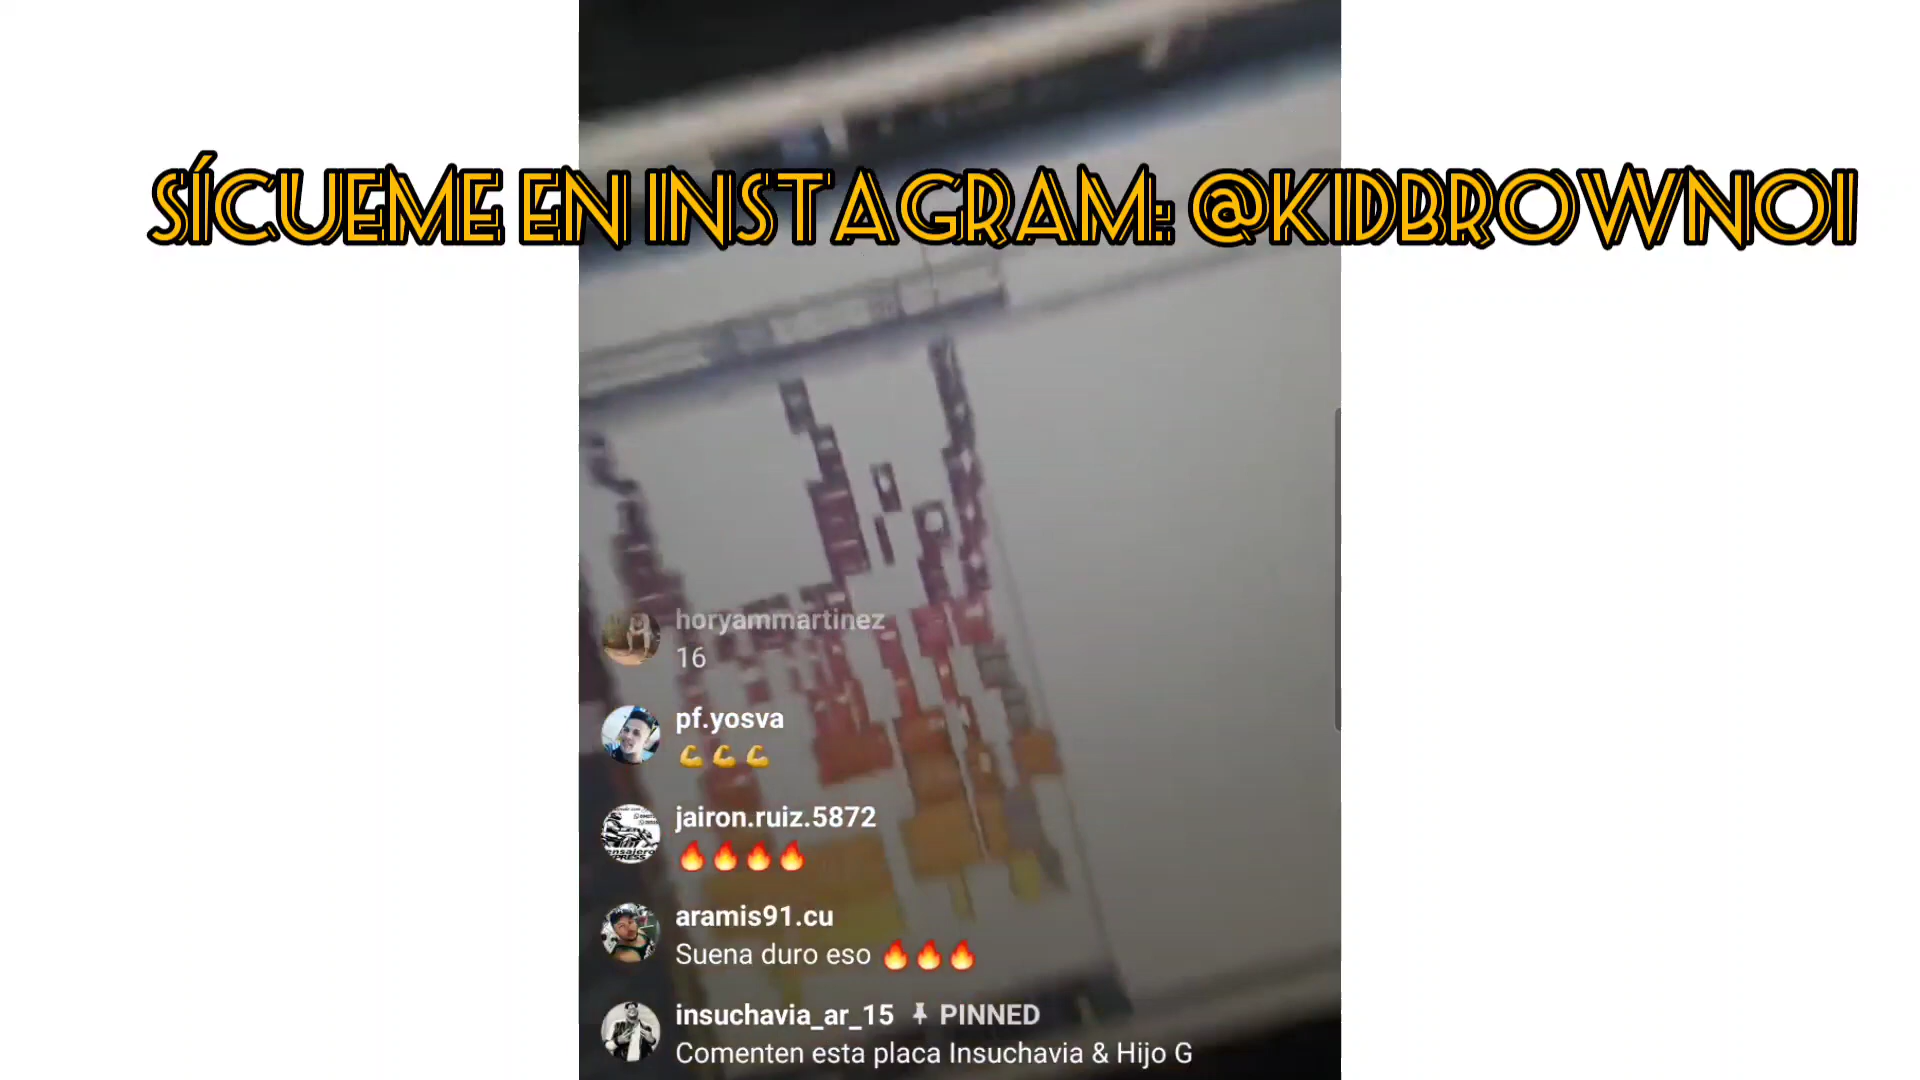 SÍGUEME EN INSTAGRAM: @KIDBROWN01
horyammartinez
16
pf.yosva
💪💪💪
jairon.ruiz.5872
🔥🔥🔥🔥
aramis91.cu
Suena duro eso 🔥🔥🔥
insuchavia_ar_15 📌 PINNED
Comenten esta placa Insuchavia & Hijo G